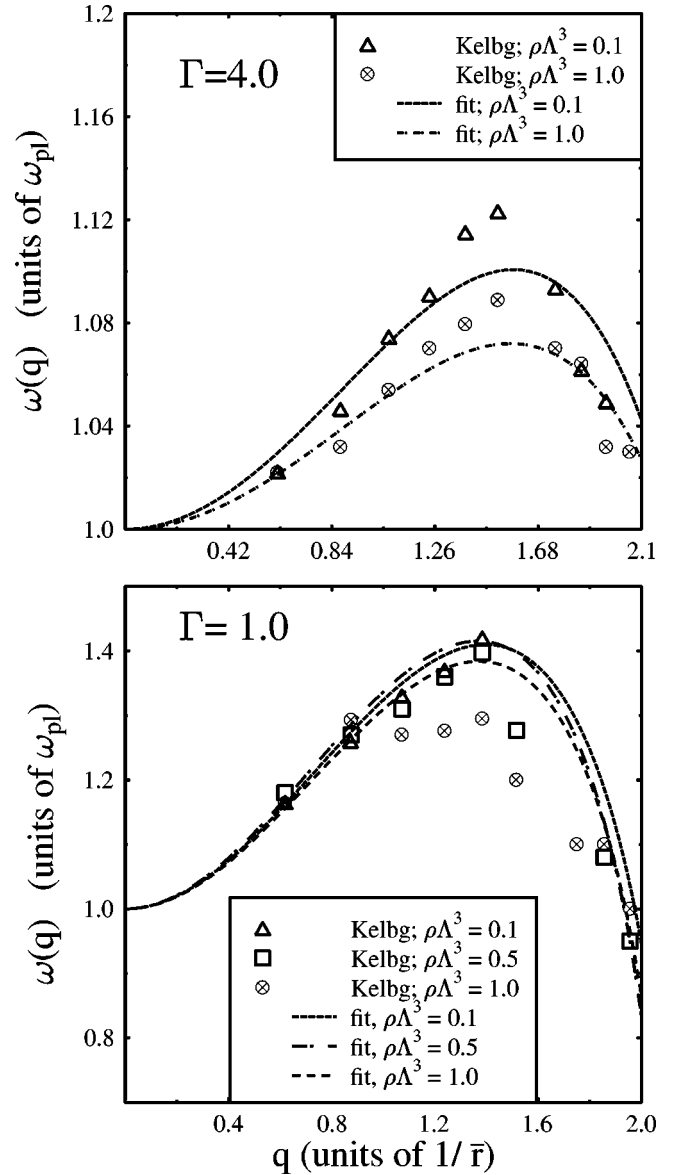 1.2
Γ=4.0
Kelbg; ρΛ³ = 0.1
Kelbg; ρΛ³ = 1.0
fit; ρΛ³ = 0.1
fit; ρΛ³ = 1.0
1.16
1.12
1.08
1.04
1.0
ω(q) (units of ω_pl)
0.42 0.84 1.26 1.68 2.1
Γ= 1.0
1.4
1.2
1.0
0.8
ω(q) (units of ω_pl)
Kelbg; ρΛ³ = 0.1
Kelbg; ρΛ³ = 0.5
Kelbg; ρΛ³ = 1.0
fit, ρΛ³ = 0.1
fit, ρΛ³ = 0.5
fit, ρΛ³ = 1.0
0.4 0.8 1.2 1.6 2.0
q (units of 1/ r̄)